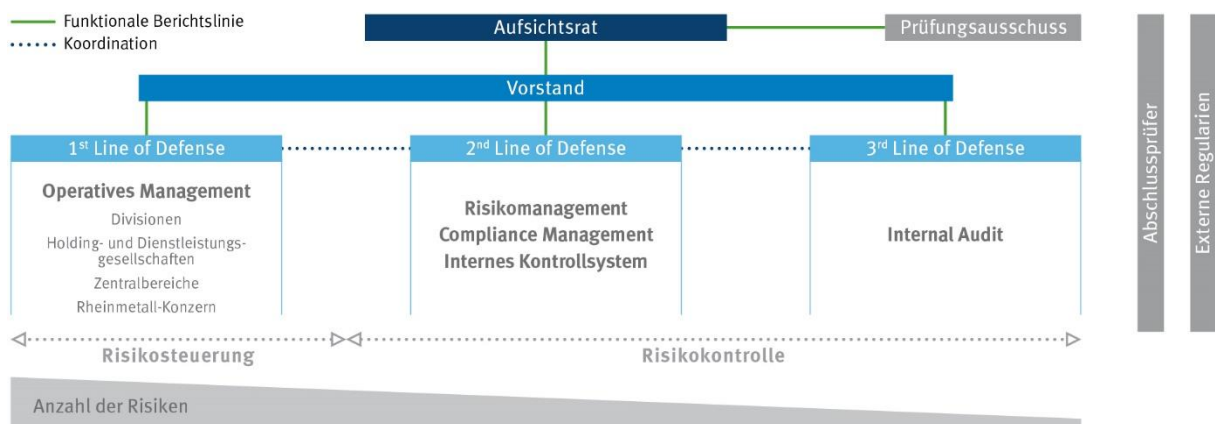 Funktionale Berichtslinie
Koordination
Aufsichtsrat
Prüfungsausschuss
Vorstand
1st Line of Defense
2nd Line of Defense
3rd Line of Defense
Operatives Management
Divisionen
Holding- und Dienstleistungs-
gesellschaften
Zentralbereiche
Rheinmetall-Konzern
Risikomanagement
Compliance Management
Internes Kontrollsystem
Internal Audit
Risikosteuerung
Risikokontrolle
Anzahl der Risiken
Abschlussprüfer
Externe Regularien